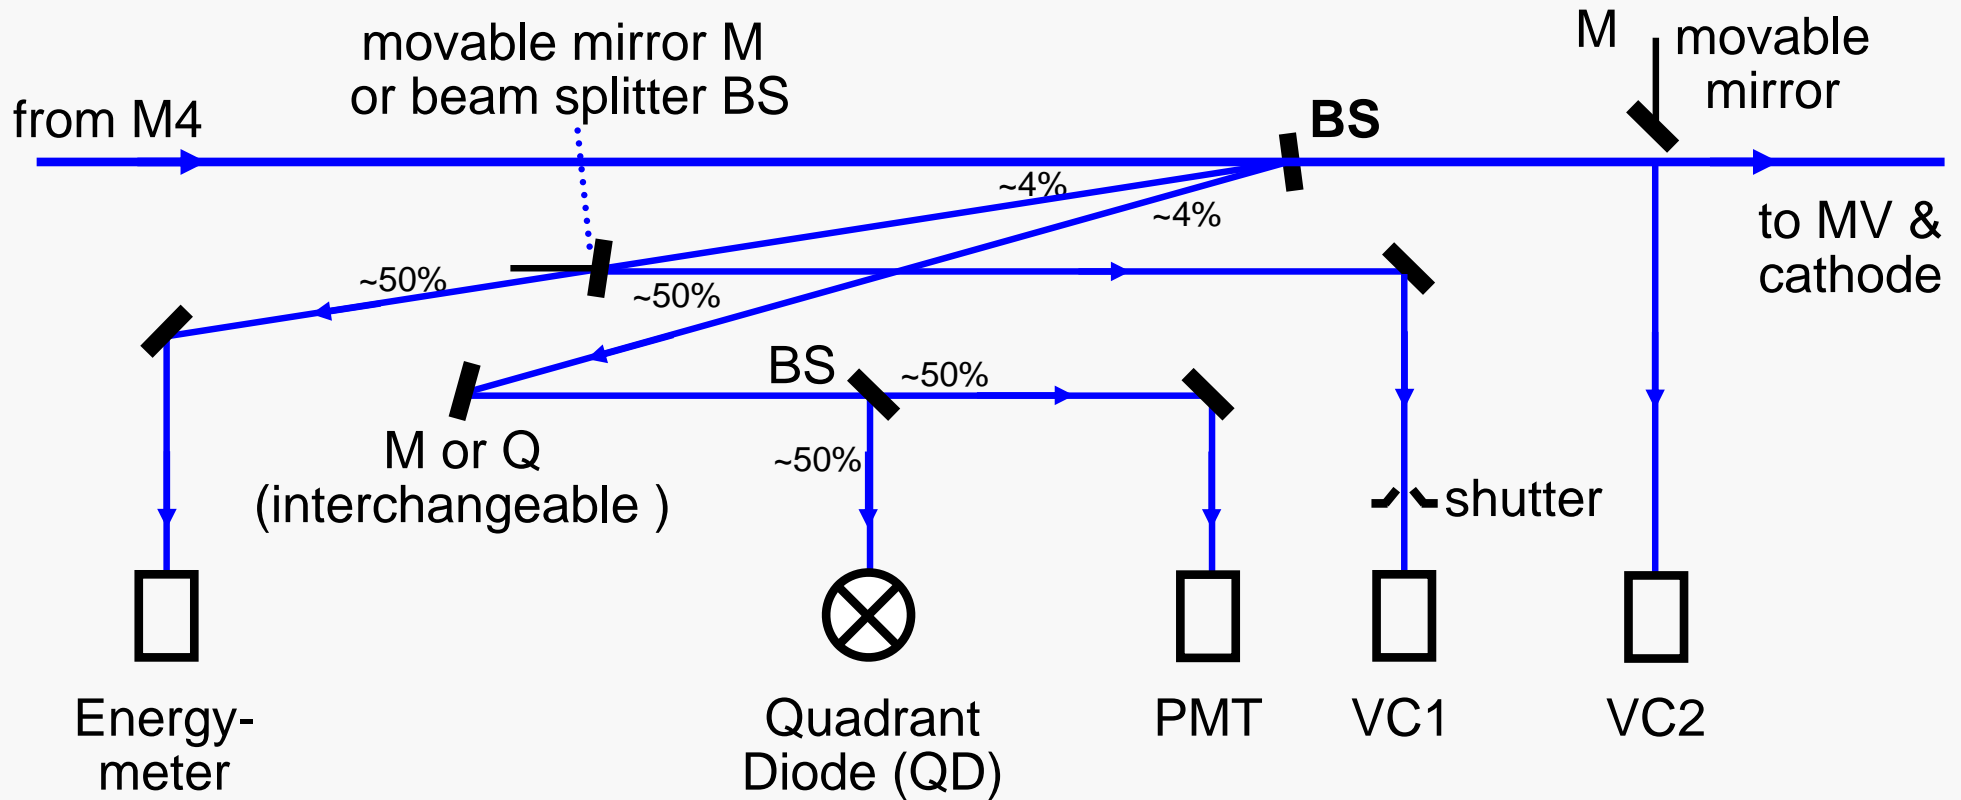 movable mirror M
or beam splitter BS
M
movable
mirror
from M4
BS
~4%
~4%
to MV &
cathode
~50%
~50%
BS
~50%
M or Q
(interchangeable )
~50%
shutter
Energy-
meter
Quadrant
Diode (QD)
PMT
VC1
VC2